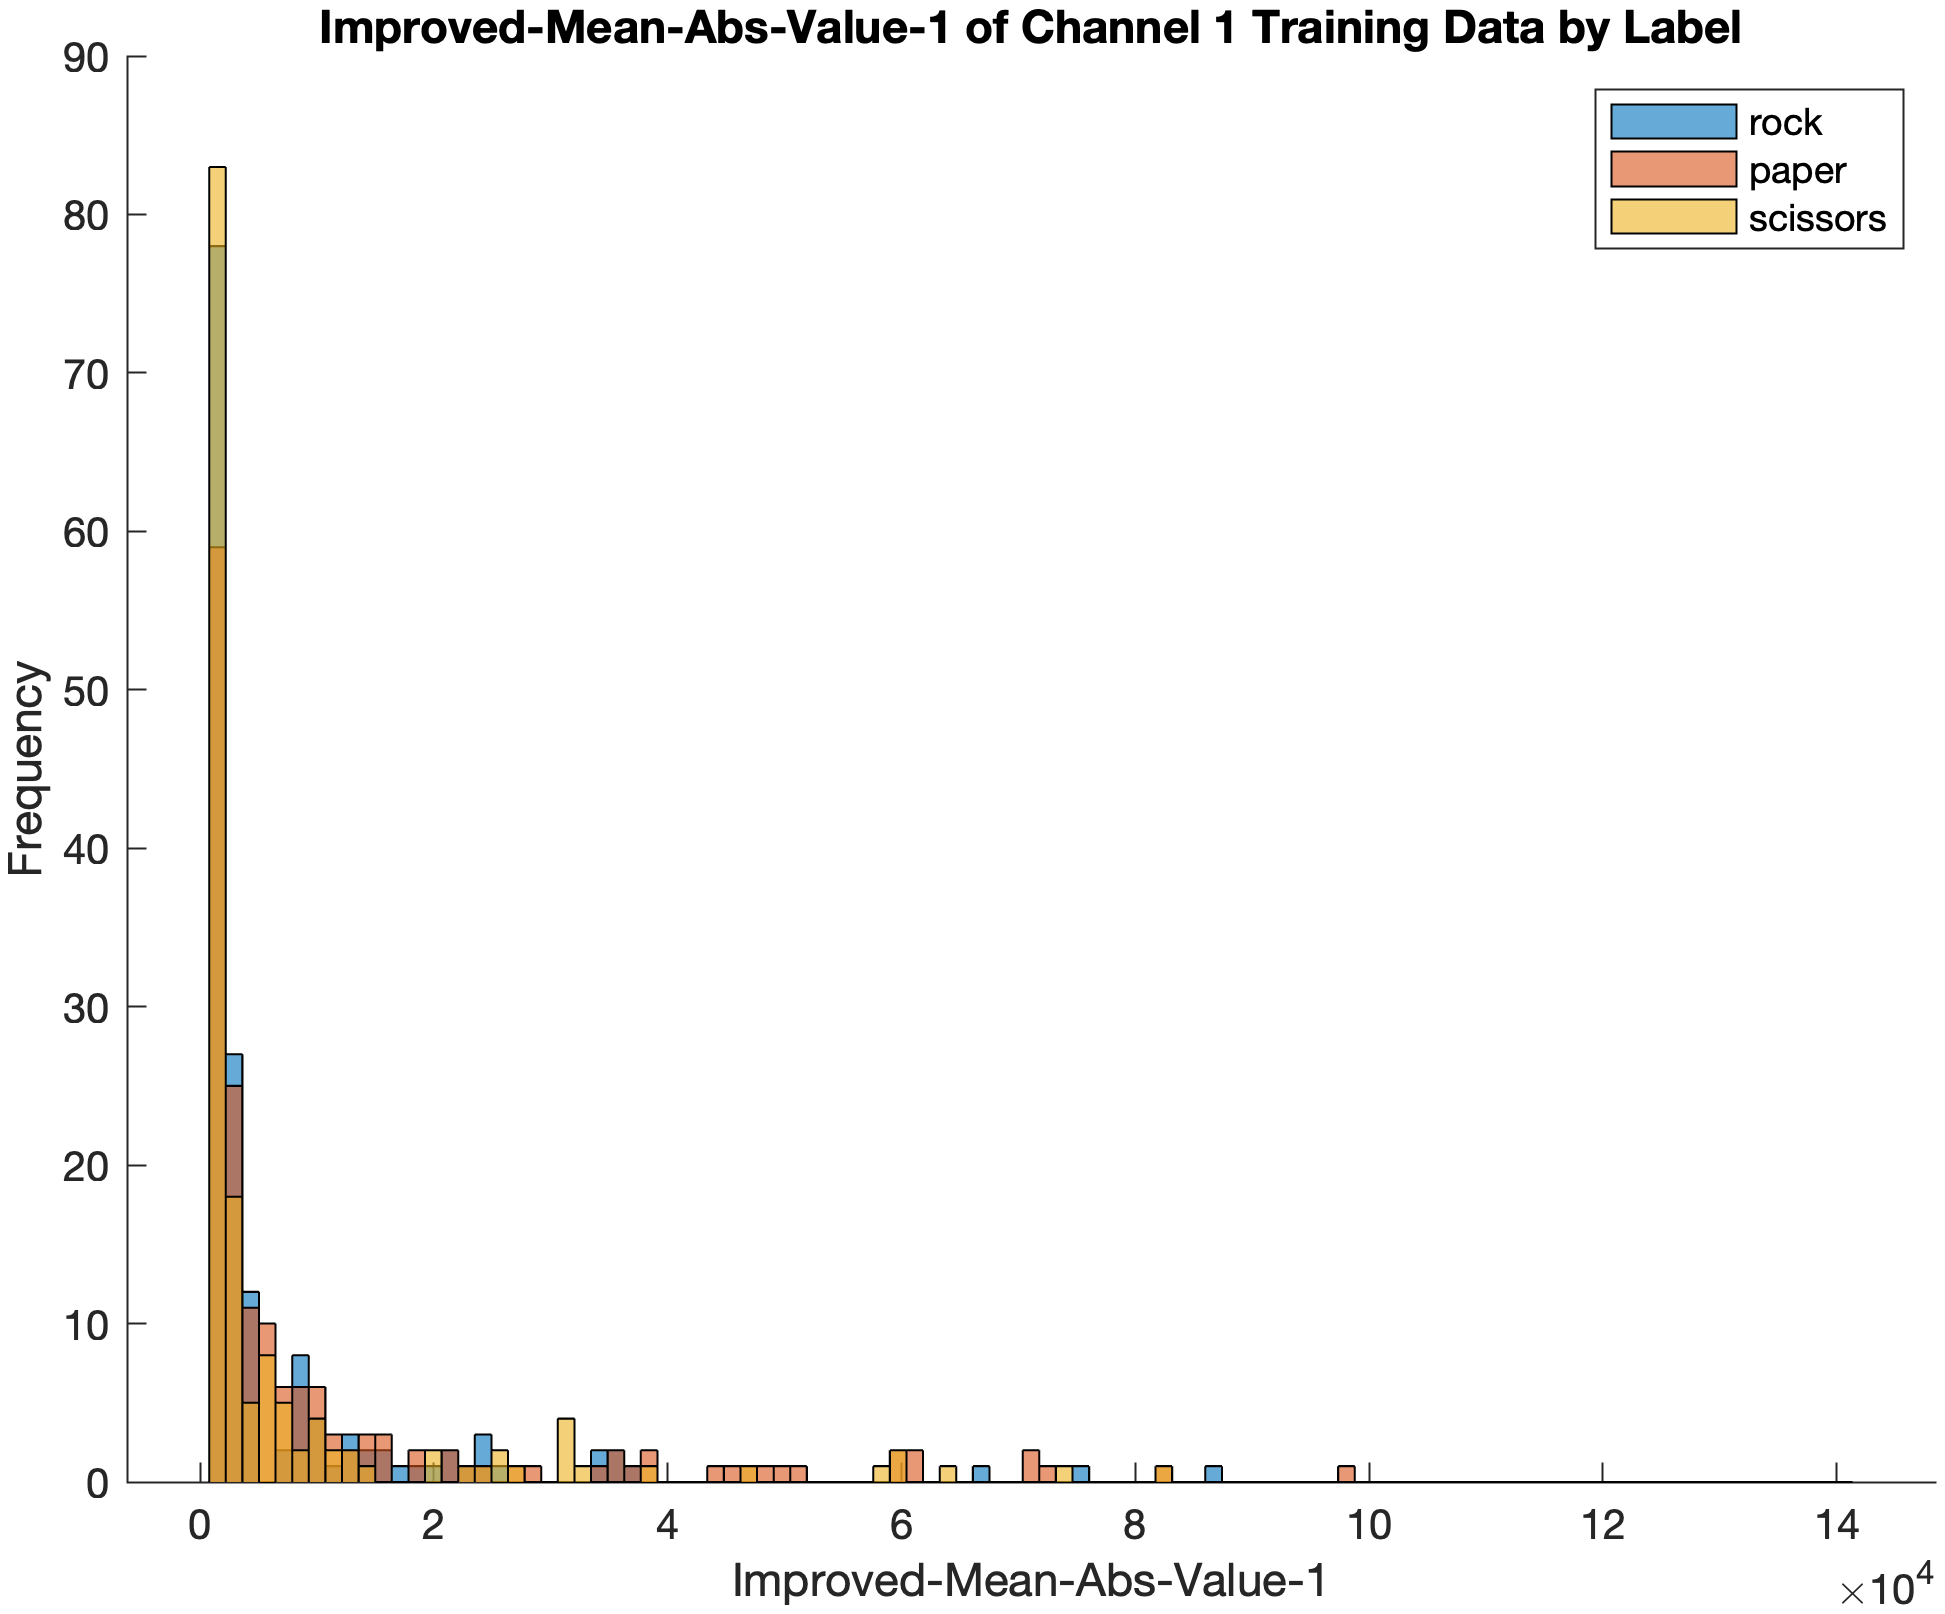 Improved-Mean-Abs-Value-1 of Channel 1 Training Data by Label
90
80
70
60
50
40
30
20
10
0
Frequency
rock
paper
scissors
0 2 4 6 8 10 12 14
×10⁴
Improved-Mean-Abs-Value-1